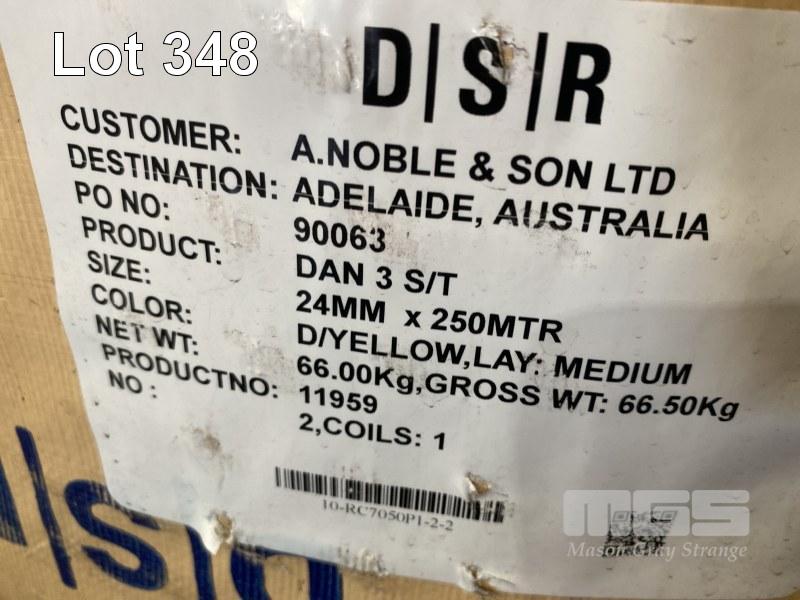 Lot 348
D|S|R
CUSTOMER: A.NOBLE & SON LTD
DESTINATION: ADELAIDE, AUSTRALIA
PO NO: 90063
PRODUCT: DAN 3 S/T
SIZE: 24MM x 250MTR
COLOR: D/YELLOW,LAY: MEDIUM
NET WT: 66.00Kg,GROSS WT: 66.50Kg
PRODUCTNO: 11959
NO : 2,COILS: 1
10-RC7050P1-2-2
MGS
Mason Gray Strange